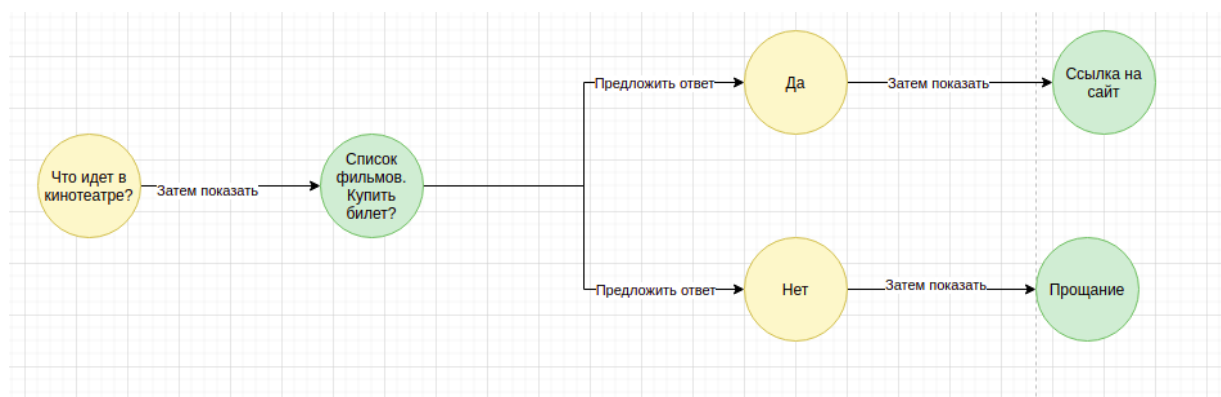 Предложить ответ
Да
Затем показать
Ссылка на
сайт
Что идет в
кинотеатре?
Затем показать
Список
фильмов.
Купить
билет?
Предложить ответ
Нет
Затем показать
Прощание